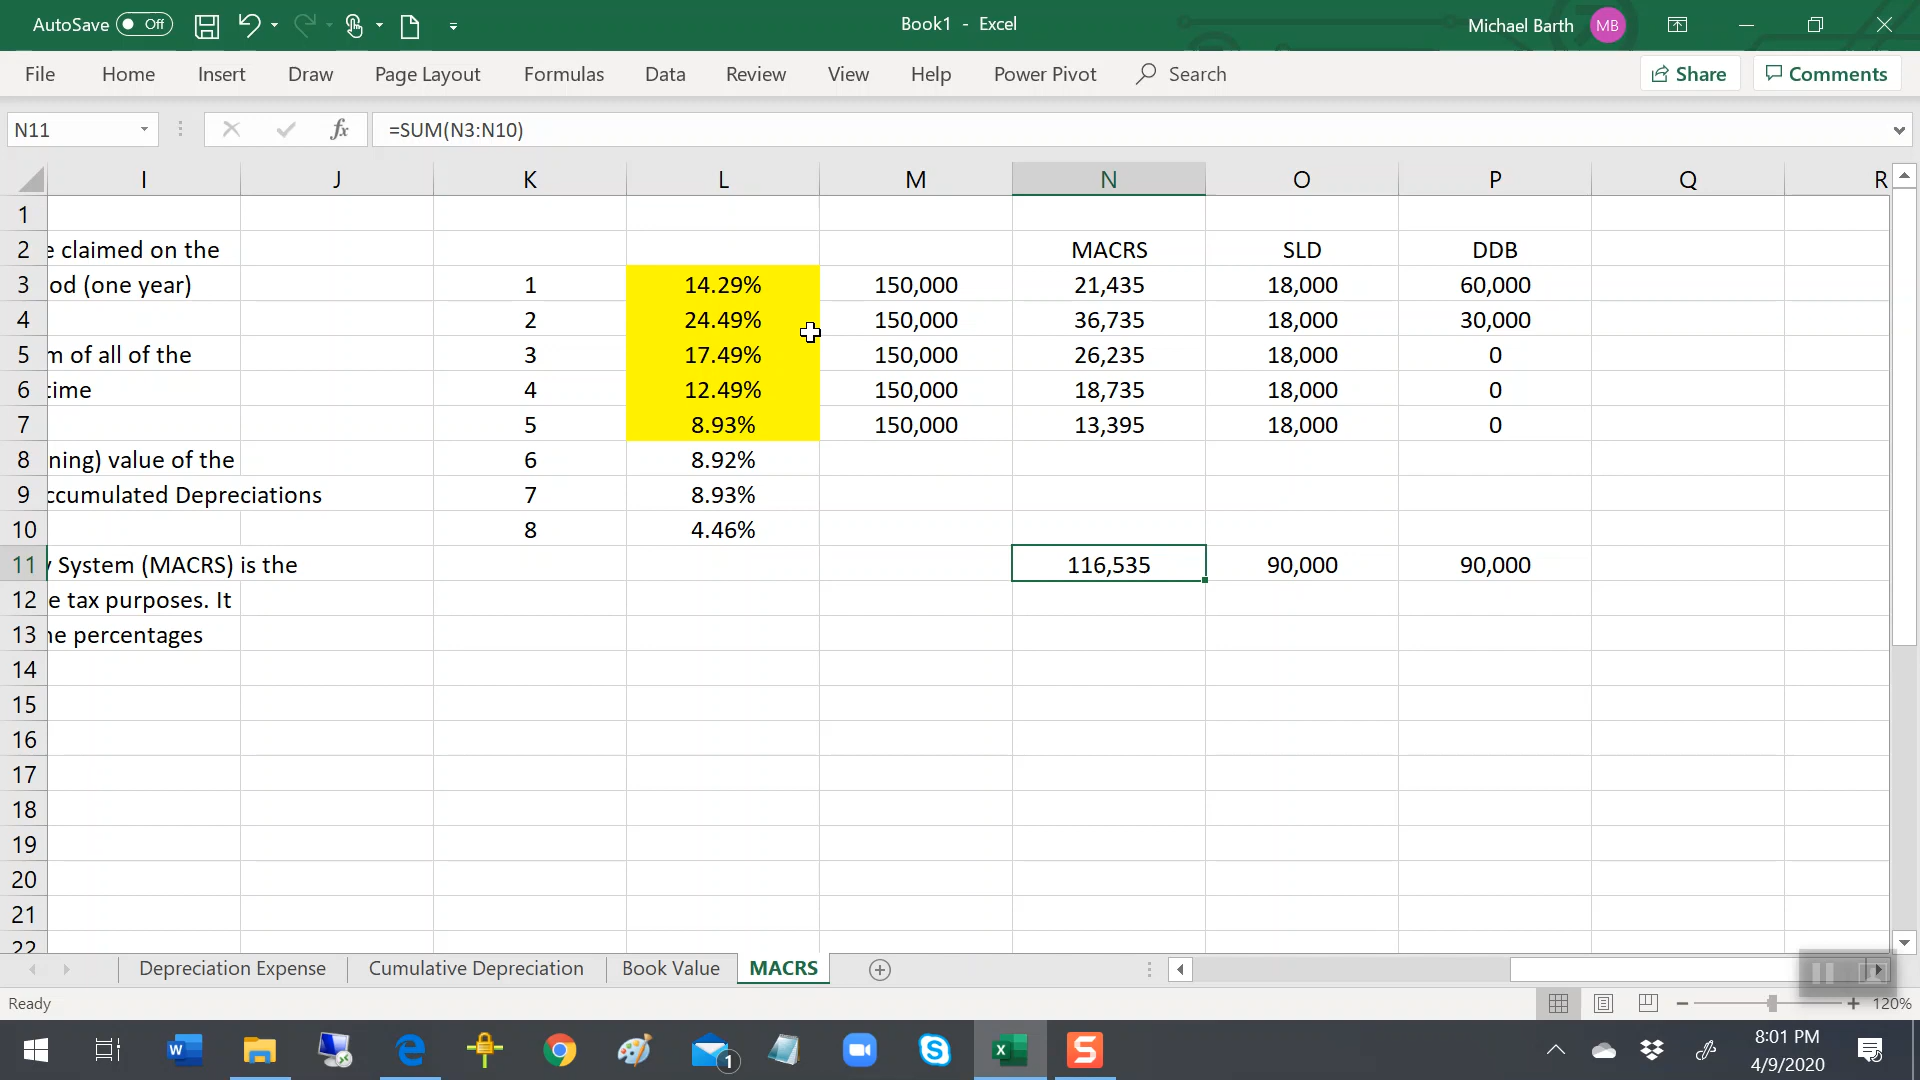 AutoSave Off Book1 - Excel Michael Barth MB
File Home Insert Draw Page Layout Formulas Data Review View Help Power Pivot Search Share Comments
N11 fx =SUM(N3:N10)
I J K L M N O P Q R
1
2 e claimed on the MACRS SLD DDB
3 od (one year) 1 14.29% 150,000 21,435 18,000 60,000
4 2 24.49% 150,000 36,735 18,000 30,000
5 m of all of the 3 17.49% 150,000 26,235 18,000 0
6 time 4 12.49% 150,000 18,735 18,000 0
7 5 8.93% 150,000 13,395 18,000 0
8 ning) value of the 6 8.92%
9 ccumulated Depreciations 7 8.93%
10 8 4.46%
11 y System (MACRS) is the 116,535 90,000 90,000
12 e tax purposes. It
13 he percentages
14
15
16
17
18
19
20
21
22
Depreciation Expense Cumulative Depreciation Book Value MACRS
Ready 120%
W X S 1 S
8:01 PM
4/9/2020